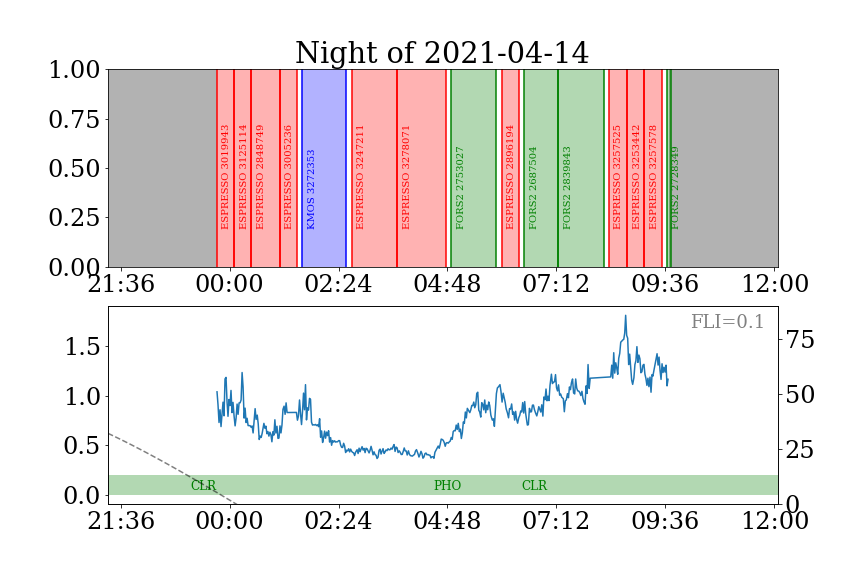 Night of 2021-04-14
1.00
0.75
0.50
0.25
0.00
ESPRESSO 3019943
ESPRESSO 3125114
ESPRESSO 2848749
ESPRESSO 3005236
KMOS 3272353
ESPRESSO 3247211
ESPRESSO 3278071
FORS2 2753027
ESPRESSO 2896194
FORS2 2687504
FORS2 2839843
ESPRESSO 3257525
ESPRESSO 3253442
ESPRESSO 3257578
FORS2 2728349
21:36 00:00 02:24 04:48 07:12 09:36 12:00
FLI=0.1
1.5
1.0
0.5
0.0
75
50
25
0
CLR PHO CLR
21:36 00:00 02:24 04:48 07:12 09:36 12:00